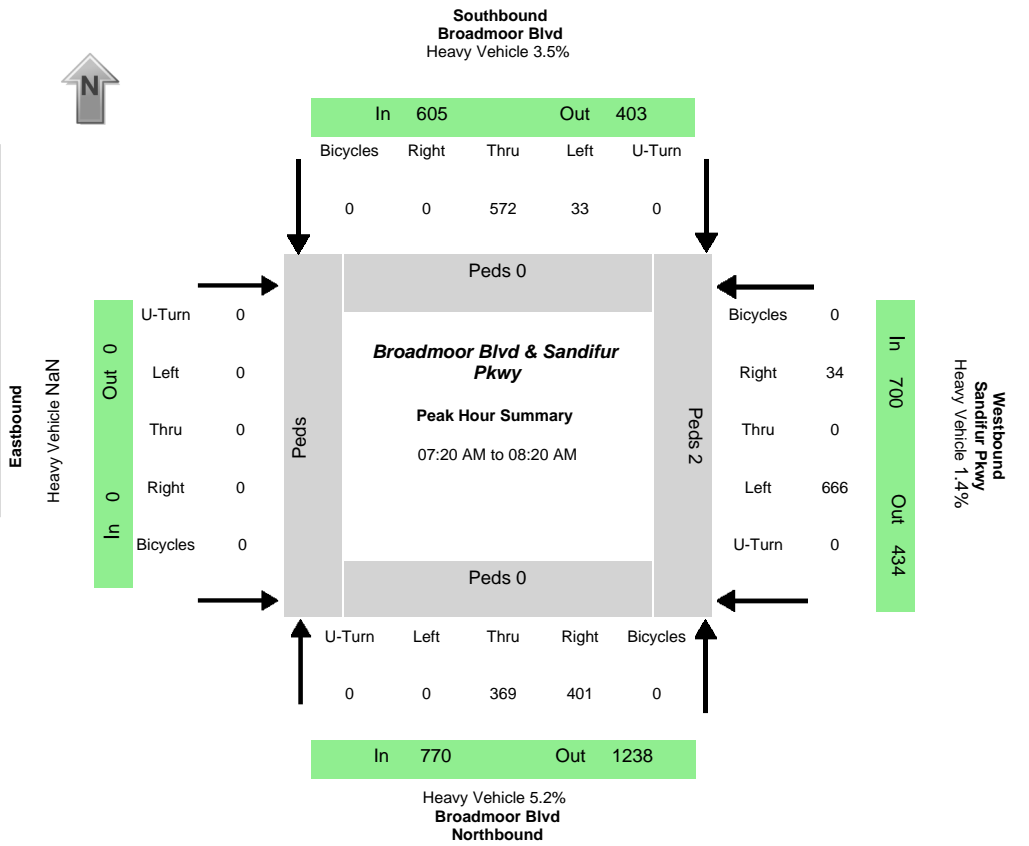 Southbound
Broadmoor Blvd
Heavy Vehicle 3.5%
N
In 605 Out 403
Bicycles Right Thru Left U-Turn
0 0 572 33 0
Peds 0
Eastbound
Heavy Vehicle NaN
In 0 Out 0
U-Turn 0
Left 0
Thru 0
Right 0
Bicycles 0
Peds
Broadmoor Blvd & Sandifur
Pkwy
Peak Hour Summary
07:20 AM to 08:20 AM
Peds 2
Bicycles 0
Right 34
Thru 0
Left 666
U-Turn 0
In 700 Out 434
Westbound
Sandifur Pkwy
Heavy Vehicle 1.4%
Peds 0
U-Turn Left Thru Right Bicycles
0 0 369 401 0
In 770 Out 1238
Heavy Vehicle 5.2%
Broadmoor Blvd
Northbound